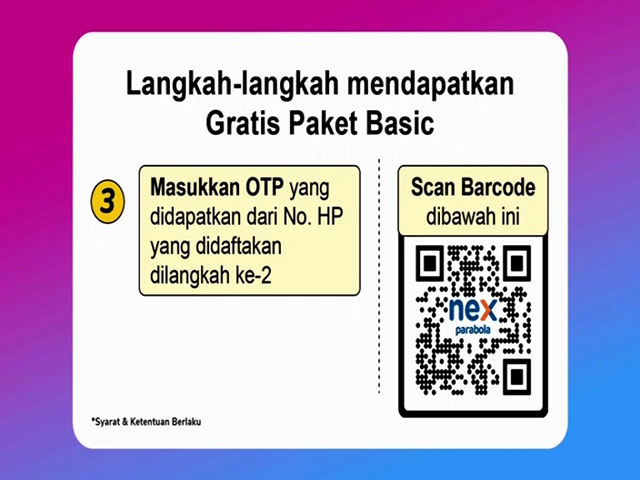 Langkah-langkah mendapatkan
Gratis Paket Basic
3
Masukkan OTP yang
didapatkan dari No. HP
yang didaftakan
dilangkah ke-2
Scan Barcode
dibawah ini
nex
parabola
*Syarat & Ketentuan Berlaku